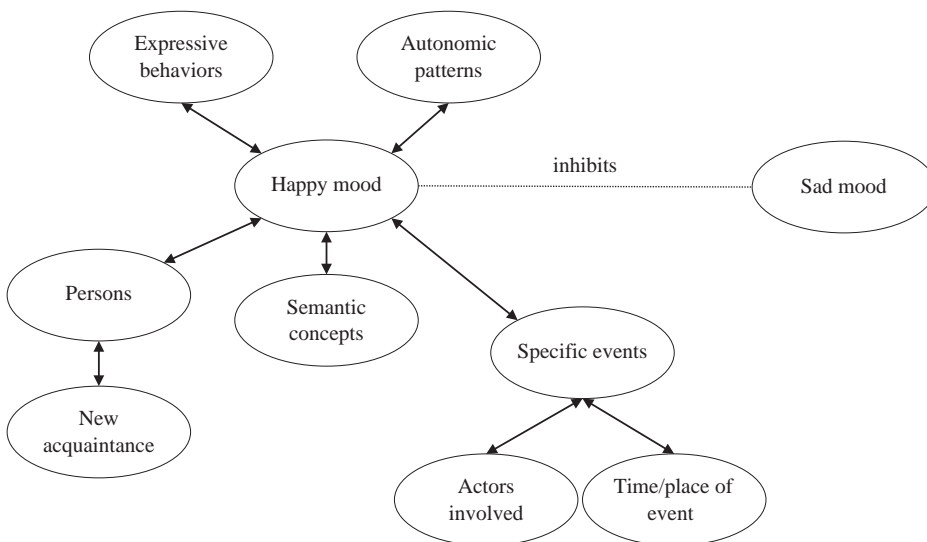 Expressive
behaviors
Autonomic
patterns
Happy mood
inhibits
Sad mood
Persons
Semantic
concepts
Specific events
New
acquaintance
Actors
involved
Time/place of
event